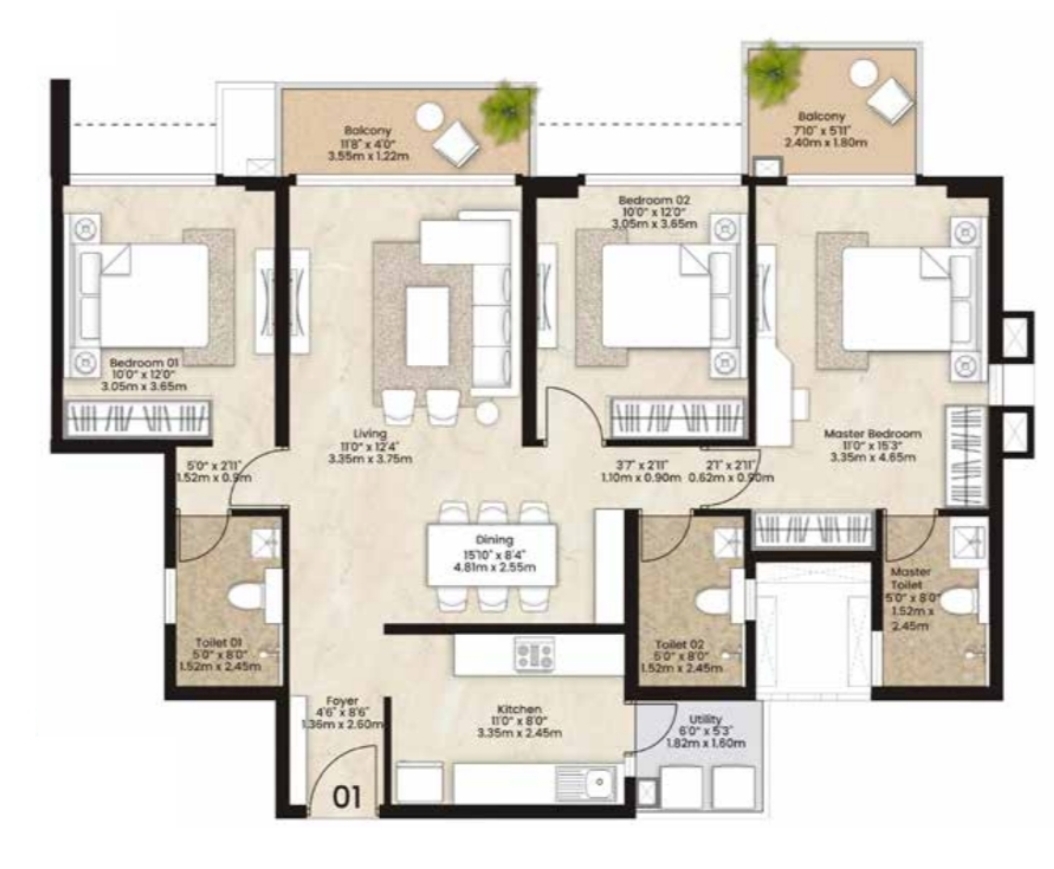 Balcony
11'8" x 4'0"
3.55m x 1.22m
Balcony
7'10" x 5'11"
2.40m x 1.80m
Bedroom 01
10'0" x 12'0"
3.05m x 3.65m
Bedroom 02
10'0" x 12'0"
3.05m x 3.65m
Living
11'0" x 12'4"
3.35m x 3.75m
Master Bedroom
11'0" x 15'3"
3.35m x 4.65m
5'0" x 2'11"
1.52m x 0.9m
3'7" x 2'11"
1.10m x 0.90m
2'1" x 2'11"
0.62m x 0.90m
Dining
15'10" x 8'4"
4.81m x 2.55m
Master
Toilet
5'0" x 8'0"
1.52m x
2.45m
Toilet 01
5'0" x 8'0"
1.52m x 2.45m
Toilet 02
5'0" x 8'0"
1.52m x 2.45m
Foyer
4'6" x 8'6"
1.36m x 2.60m
Kitchen
11'0" x 8'0"
3.35m x 2.45m
Utility
6'0" x 5'3"
1.82m x 1.60m
01